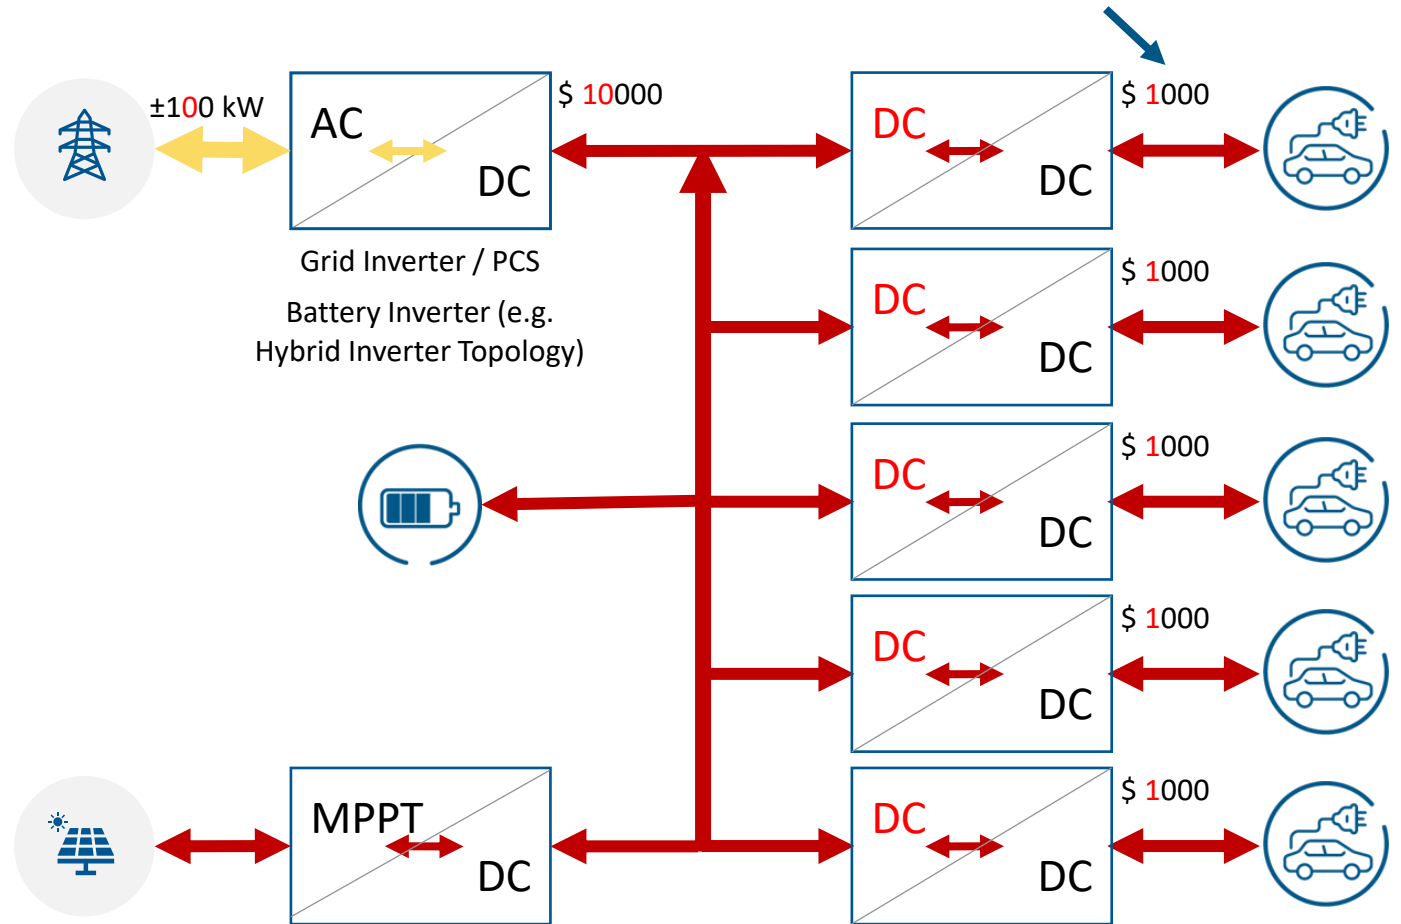 ±100 kW
AC
DC
$ 10000
Grid Inverter / PCS
Battery Inverter (e.g.
Hybrid Inverter Topology)
MPPT
DC
DC
DC
$ 1000
DC
DC
$ 1000
DC
DC
$ 1000
DC
DC
$ 1000
DC
DC
$ 1000